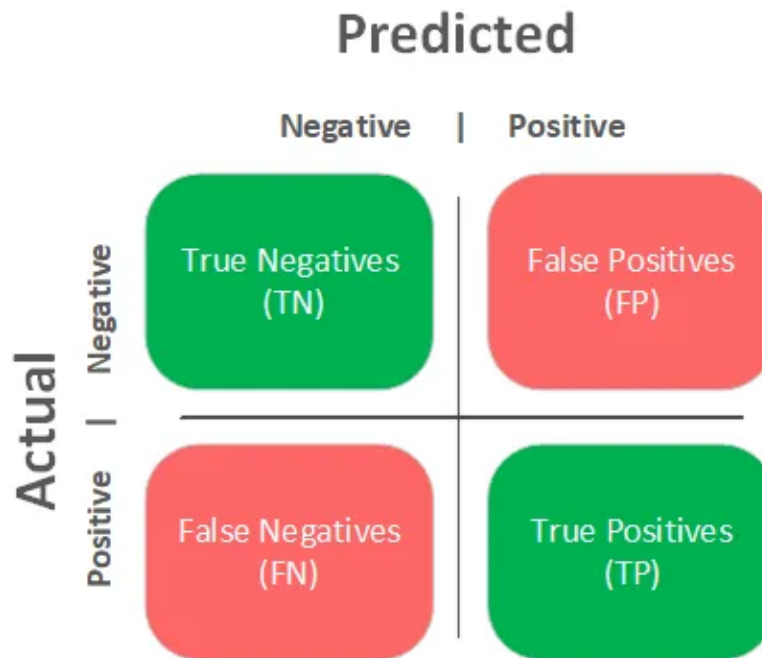 Predicted
Negative | Positive
Actual
Negative
|
Positive
True Negatives
(TN)
False Positives
(FP)
False Negatives
(FN)
True Positives
(TP)